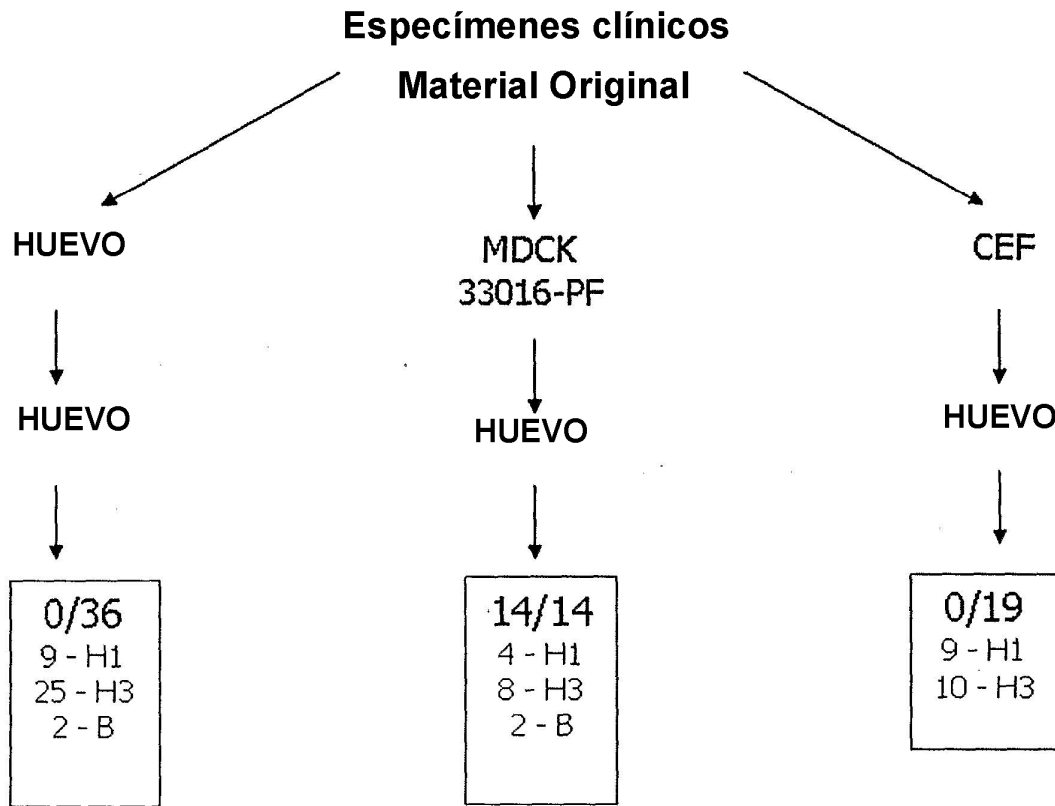 Especímenes clínicos
Material Original
HUEVO
MDCK
33016-PF
CEF
HUEVO
HUEVO
HUEVO
0/36
9 - H1
25 - H3
2 - B
14/14
4 - H1
8 - H3
2 - B
0/19
9 - H1
10 - H3